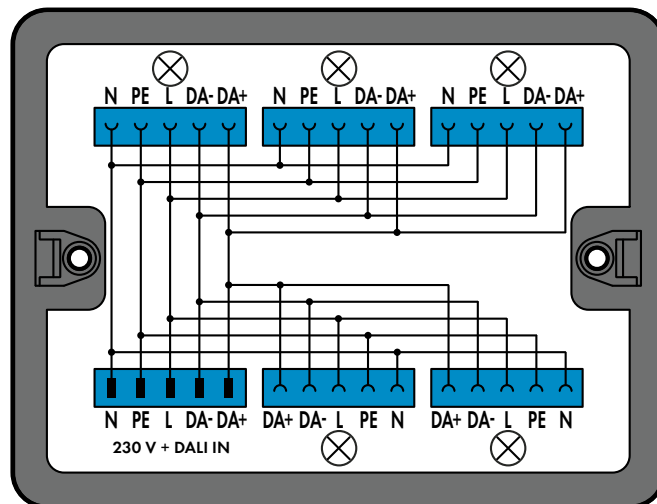 N PE L DA- DA+ N PE L DA- DA+ N PE L DA- DA+
N PE L DA- DA+ DA+ DA- L PE N DA+ DA- L PE N
230 V + DALI IN